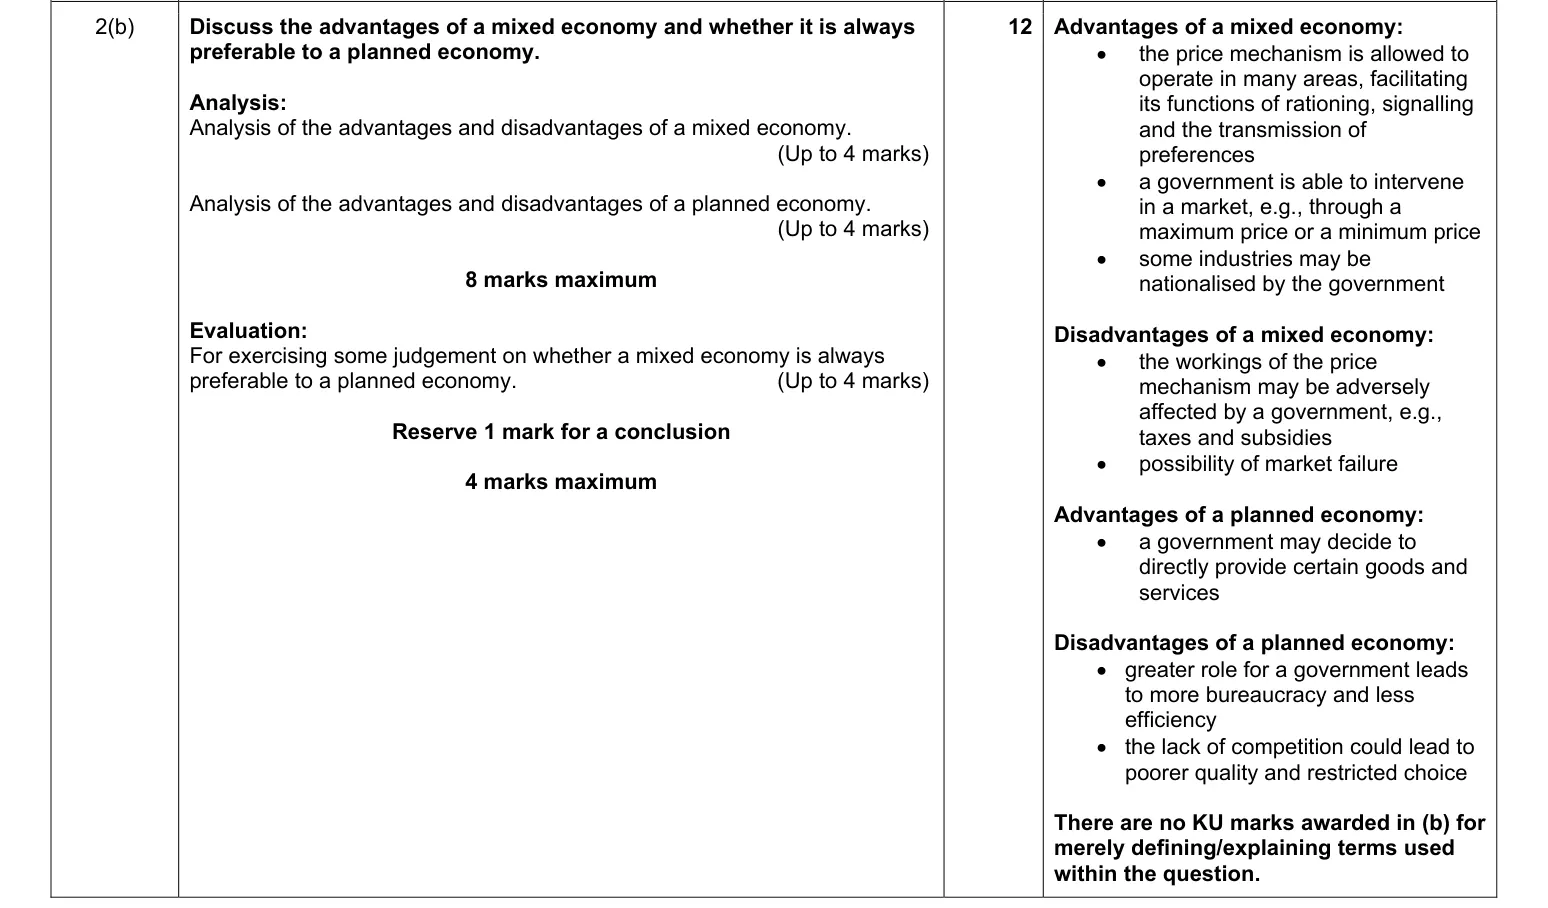 2(b)
Discuss the advantages of a mixed economy and whether it is always
preferable to a planned economy.
Analysis:
Analysis of the advantages and disadvantages of a mixed economy.
(Up to 4 marks)
Analysis of the advantages and disadvantages of a planned economy.
(Up to 4 marks)
8 marks maximum
Evaluation:
For exercising some judgement on whether a mixed economy is always
preferable to a planned economy. (Up to 4 marks)
Reserve 1 mark for a conclusion
4 marks maximum
12
Advantages of a mixed economy:
• the price mechanism is allowed to
operate in many areas, facilitating
its functions of rationing, signalling
and the transmission of
preferences
• a government is able to intervene
in a market, e.g., through a
maximum price or a minimum price
• some industries may be
nationalised by the government
Disadvantages of a mixed economy:
• the workings of the price
mechanism may be adversely
affected by a government, e.g.,
taxes and subsidies
• possibility of market failure
Advantages of a planned economy:
• a government may decide to
directly provide certain goods and
services
Disadvantages of a planned economy:
• greater role for a government leads
to more bureaucracy and less
efficiency
• the lack of competition could lead to
poorer quality and restricted choice
There are no KU marks awarded in (b) for
merely defining/explaining terms used
within the question.